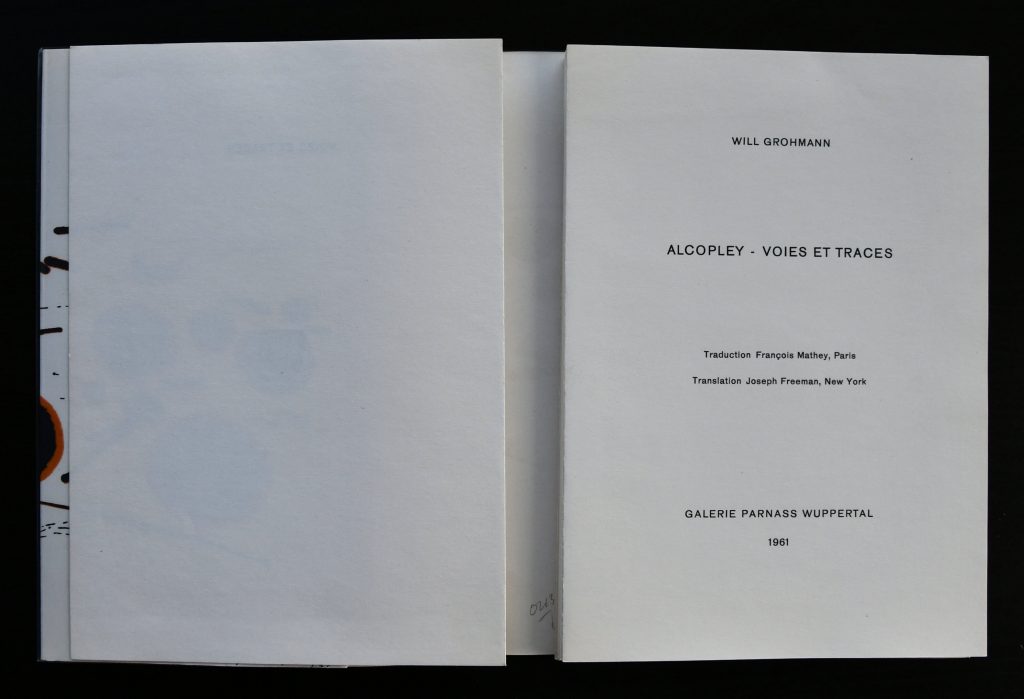 WILL GROHMANN
ALCOPLEY - VOIES ET TRACES
Traduction François Mathey, Paris
Translation Joseph Freeman, New York
GALERIE PARNASS WUPPERTAL
1961